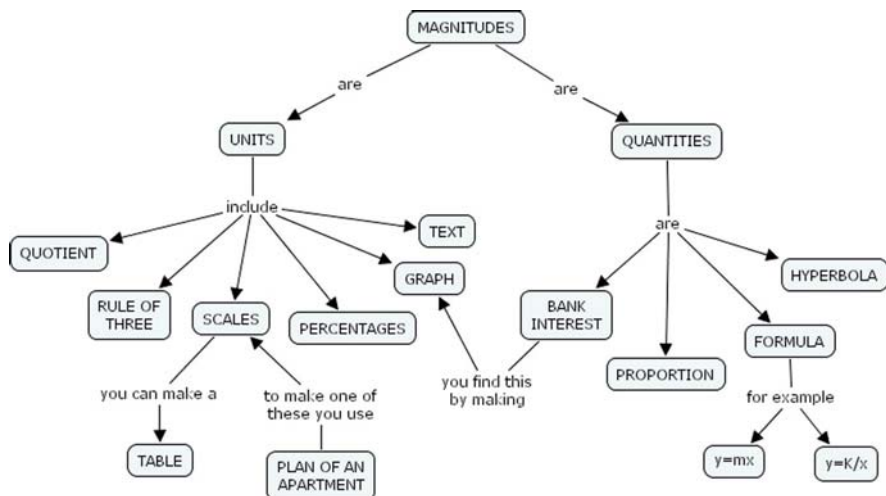 MAGNITUDES
are
are
UNITS
QUANTITIES
include
are
TEXT
QUOTIENT
GRAPH
HYPERBOLA
RULE OF
THREE
SCALES
PERCENTAGES
BANK
INTEREST
FORMULA
PROPORTION
you can make a
to make one of
these you use
you find this
by making
for example
TABLE
PLAN OF AN
APARTMENT
y=mx
y=K/x